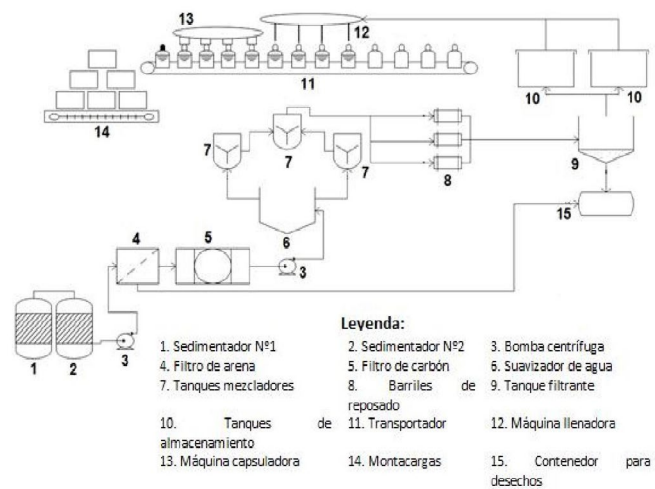 13
12
11
10
10
14
7
7
7
8
9
15
6
4
5
3
3
1
2
Leyenda:
1. Sedimentador Nº1 2. Sedimentador Nº2 3. Bomba centrífuga
4. Filtro de arena 5. Filtro de carbón 6. Suavizador de agua
7. Tanques mezcladores 8. Barriles de 9. Tanque filtrante
reposado
10. Tanques de 11. Transportador 12. Máquina llenadora
almacenamiento
13. Máquina capsuladora 14. Montacargas 15. Contenedor para
desechos